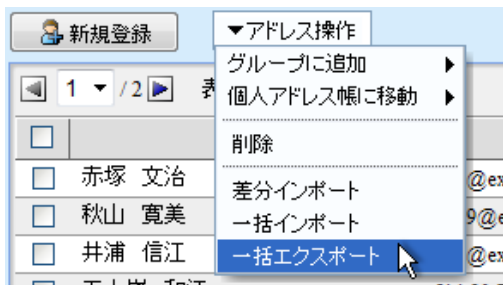 新規登録
▼アドレス操作
グループに追加
個人アドレス帳に移動
削除
差分インポート
一括インポート
一括エクスポート
1 / 2
赤塚 文治
@ex
秋山 寛美
9@e
井浦 信江
@ex